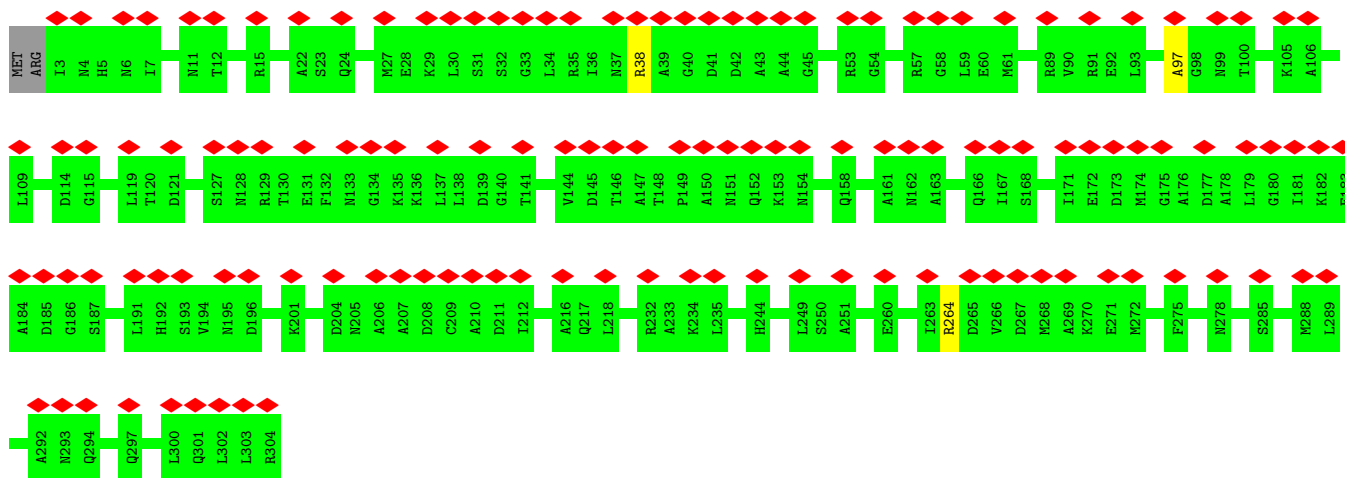 MET ARG I3 N4 H5 N6 I7 N11 T12 R15 A22 S23 Q24 M27 E28 K29 L30 S31 S32 G33 L34 R35 I36 N37 R38 A39 G40 D41 D42 A43 A44 G45 R53 G54 R57 G58 L59 E60 M61 R89 V90 R91 E92 L93 A97 G98 N99 T100 K105 A106
L109 D114 G115 L119 T120 D121 S127 N128 R129 T130 E131 F132 N133 G134 K135 K136 L137 L138 D139 G140 T141 V144 D145 T146 A147 T148 P149 A150 N151 Q152 K153 N154 Q158 A161 N162 A163 Q166 I167 S168 I171 E172 D173 M174 G175 A176 D177 A178 L179 G180 I181 K182
A184 D185 G186 S187 L191 H192 S193 V194 N195 D196 K201 D204 N205 A206 A207 D208 C209 A210 D211 T212 A216 Q217 L218 R232 A233 K234 L235 H244 L249 S250 A251 E260 I263 R264 D265 V266 D267 M268 A269 K270 E271 M272 F275 N278 S285 M288 L289
A292 N293 Q294 Q297 L300 Q301 L302 L303 R304